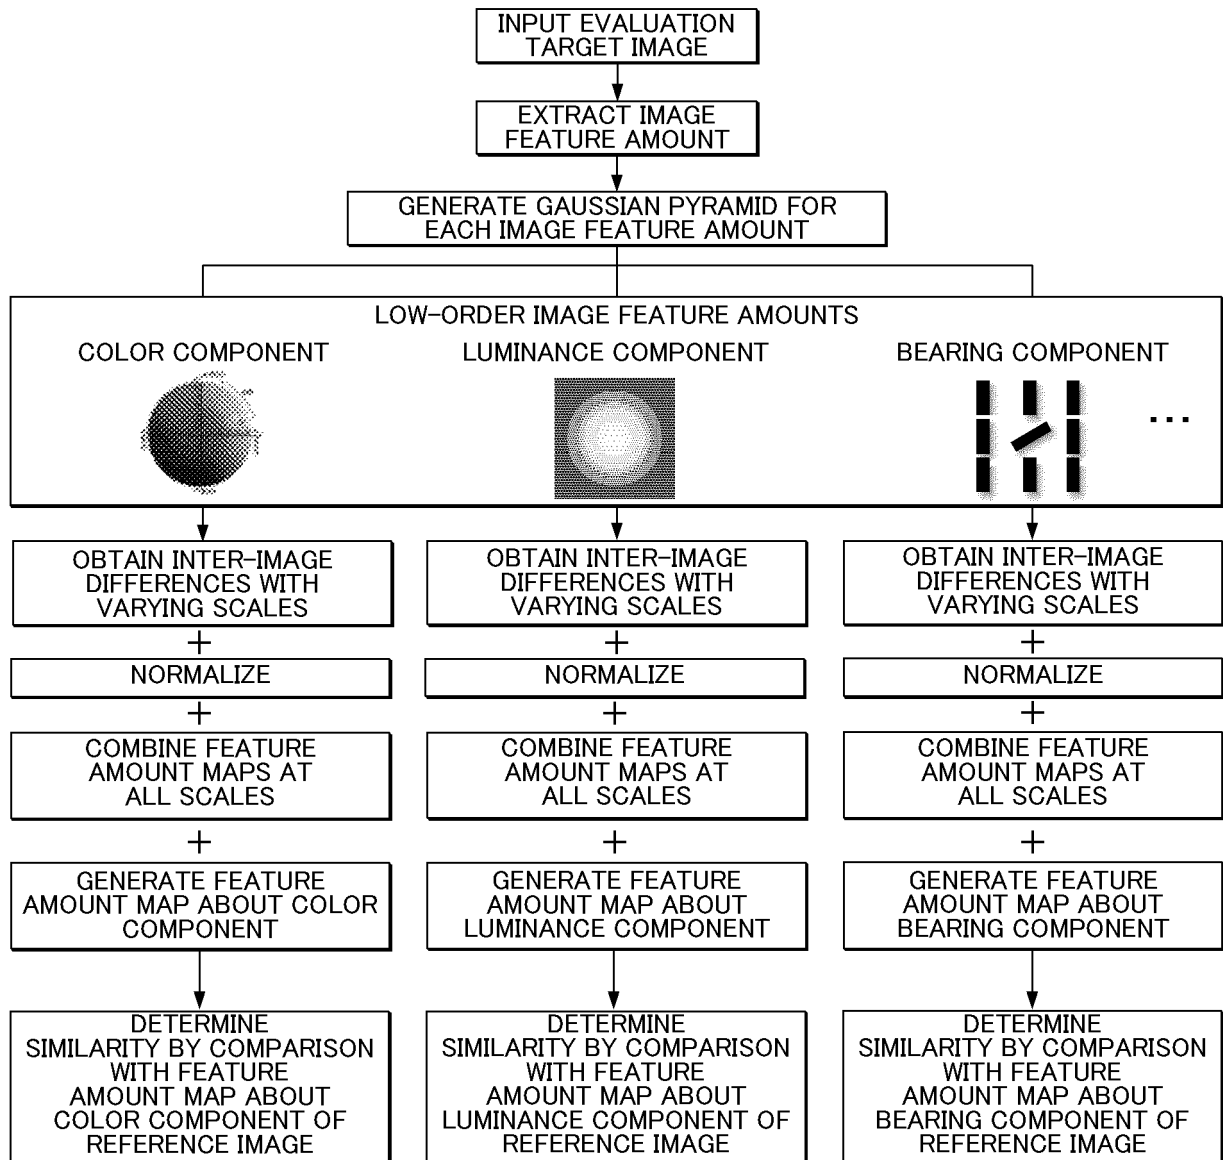 INPUT EVALUATION
TARGET IMAGE
EXTRACT IMAGE
FEATURE AMOUNT
GENERATE GAUSSIAN PYRAMID FOR
EACH IMAGE FEATURE AMOUNT
LOW-ORDER IMAGE FEATURE AMOUNTS
COLOR COMPONENT
LUMINANCE COMPONENT
BEARING COMPONENT
...
OBTAIN INTER-IMAGE
DIFFERENCES WITH
VARYING SCALES
+
NORMALIZE
+
COMBINE FEATURE
AMOUNT MAPS AT
ALL SCALES
+
GENERATE FEATURE
AMOUNT MAP ABOUT COLOR
COMPONENT
DETERMINE
SIMILARITY BY COMPARISON
WITH FEATURE
AMOUNT MAP ABOUT
COLOR COMPONENT OF
REFERENCE IMAGE
OBTAIN INTER-IMAGE
DIFFERENCES WITH
VARYING SCALES
+
NORMALIZE
+
COMBINE FEATURE
AMOUNT MAPS AT
ALL SCALES
+
GENERATE FEATURE
AMOUNT MAP ABOUT
LUMINANCE COMPONENT
DETERMINE
SIMILARITY BY COMPARISON
WITH FEATURE
AMOUNT MAP ABOUT
LUMINANCE COMPONENT OF
REFERENCE IMAGE
OBTAIN INTER-IMAGE
DIFFERENCES WITH
VARYING SCALES
+
NORMALIZE
+
COMBINE FEATURE
AMOUNT MAPS AT
ALL SCALES
+
GENERATE FEATURE
AMOUNT MAP ABOUT
BEARING COMPONENT
DETERMINE
SIMILARITY BY COMPARISON
WITH FEATURE
AMOUNT MAP ABOUT
BEARING COMPONENT OF
REFERENCE IMAGE